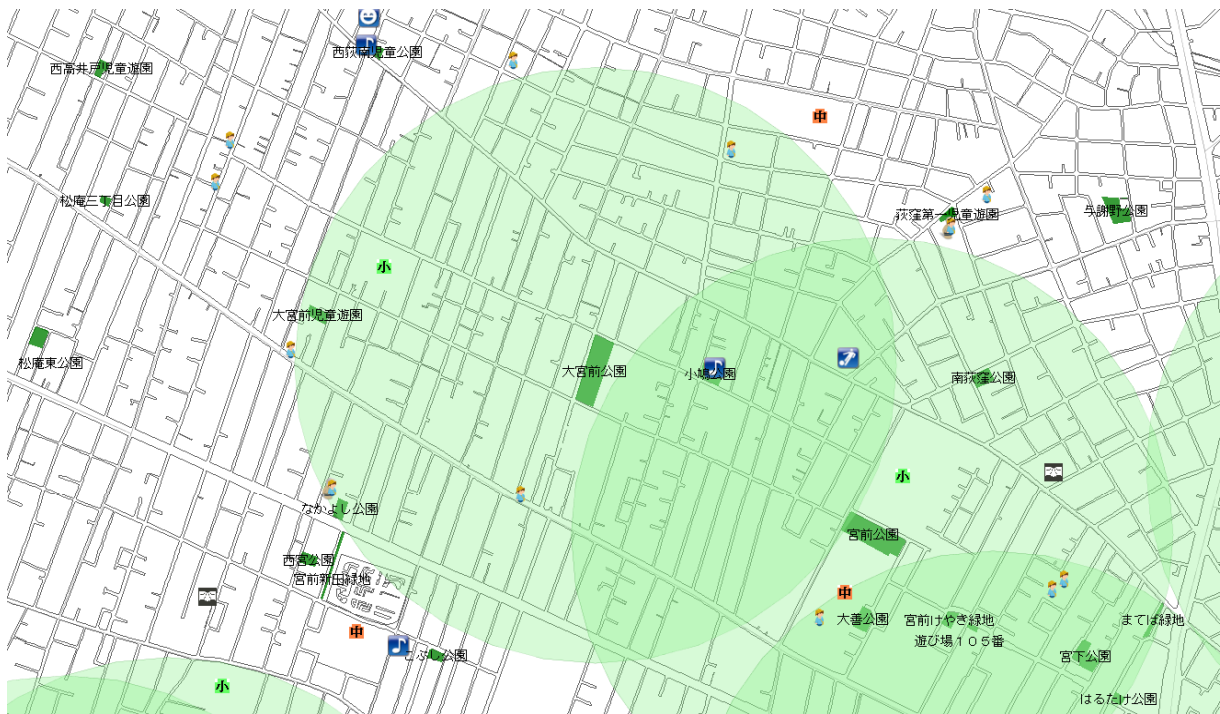 西荻南児童公園
西高井戸児童遊園
中
松庵三丁目公園
荻窪第一児童遊園
与謝野公園
小
大宮前児童遊園
松庵東公園
大宮前公園
小鳩公園
南荻窪公園
小
なかよし公園
宮前公園
西宮公園
宮前新田緑地
中
大善公園
宮前けやき緑地
まてば緑地
遊び場105番
中
こぶし公園
宮下公園
小
はるたけ公園